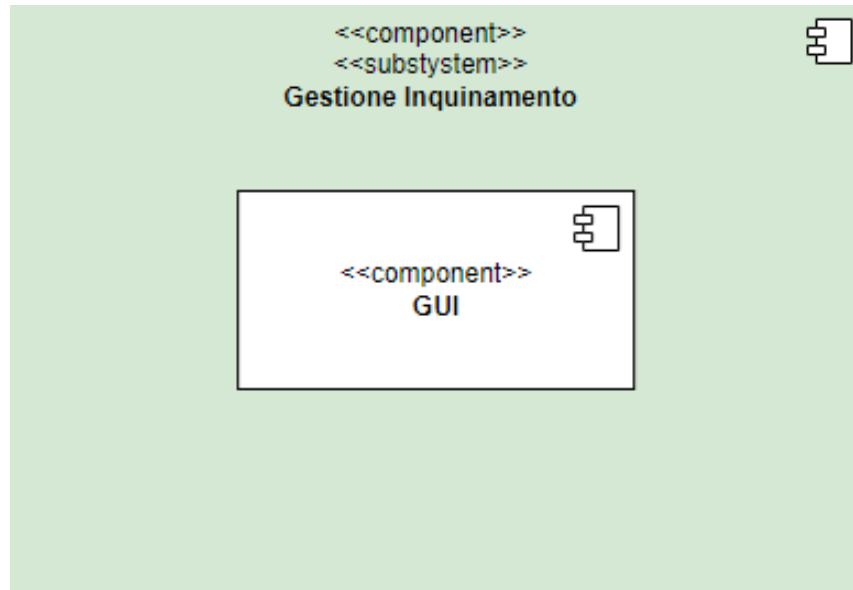 <<component>>
<<substystem>>
Gestione Inquinamento
<<component>>
GUI